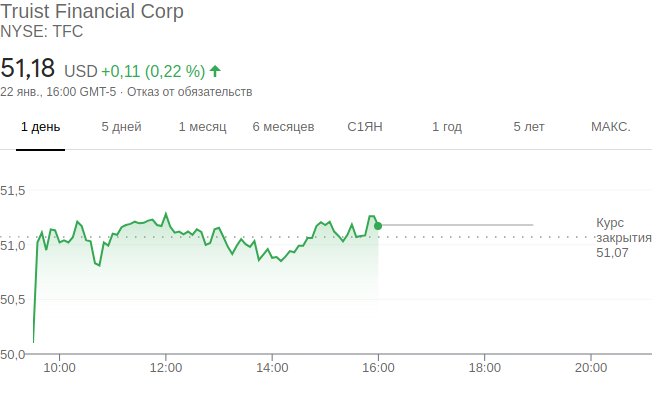 Truist Financial Corp
NYSE: TFC
51,18 USD +0,11 (0,22 %)
22 янв., 16:00 GMT-5 · Отказ от обязательств
1 день 5 дней 1 месяц 6 месяцев С1ЯН 1 год 5 лет МАКС.
51,5
51,0
50,5
50,0
Курс
закрытия
51,07
10:00 12:00 14:00 16:00 18:00 20:00